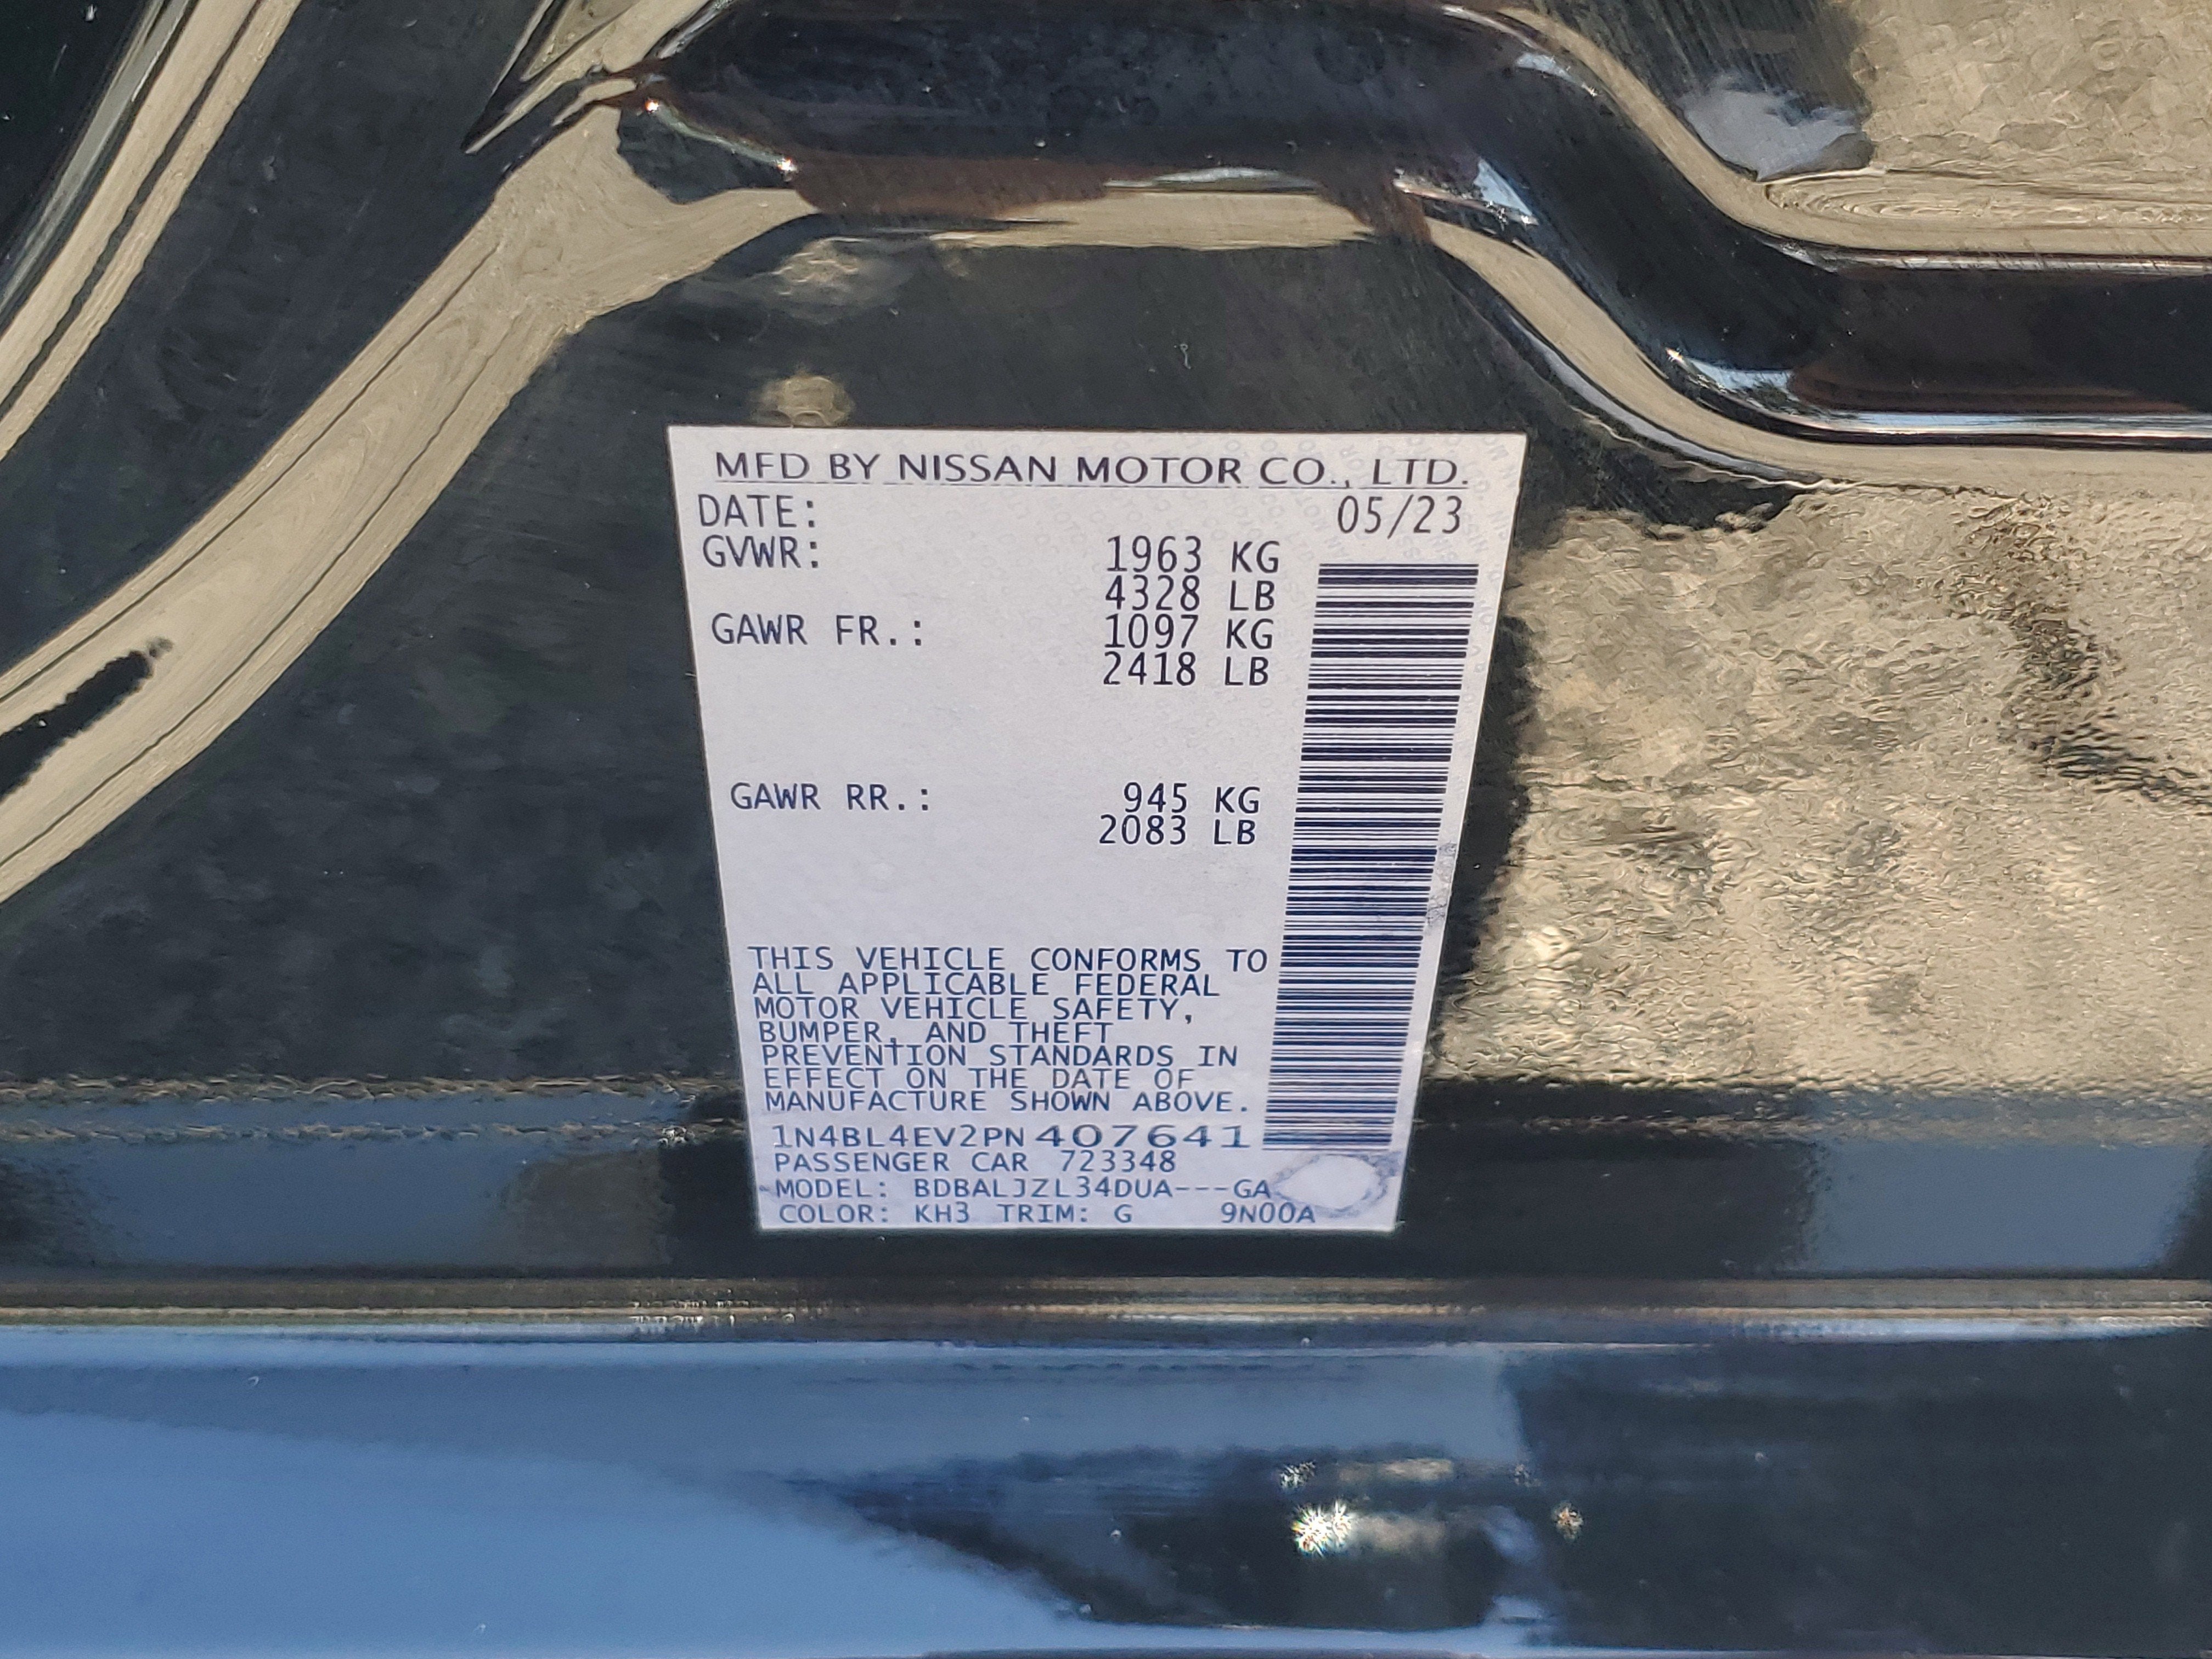 MFD BY NISSAN MOTOR CO., LTD.
DATE: 05/23
GVWR: 1963 KG
4328 LB
GAWR FR.: 1097 KG
2418 LB
GAWR RR.: 945 KG
2083 LB
THIS VEHICLE CONFORMS TO
ALL APPLICABLE FEDERAL
MOTOR VEHICLE SAFETY,
BUMPER, AND THEFT
PREVENTION STANDARDS IN
EFFECT ON THE DATE OF
MANUFACTURE SHOWN ABOVE.
1N4BL4EV2PN407641
PASSENGER CAR 723348
MODEL: BDBALJZL34DUA---GA
COLOR: KH3 TRIM: G 9N00A